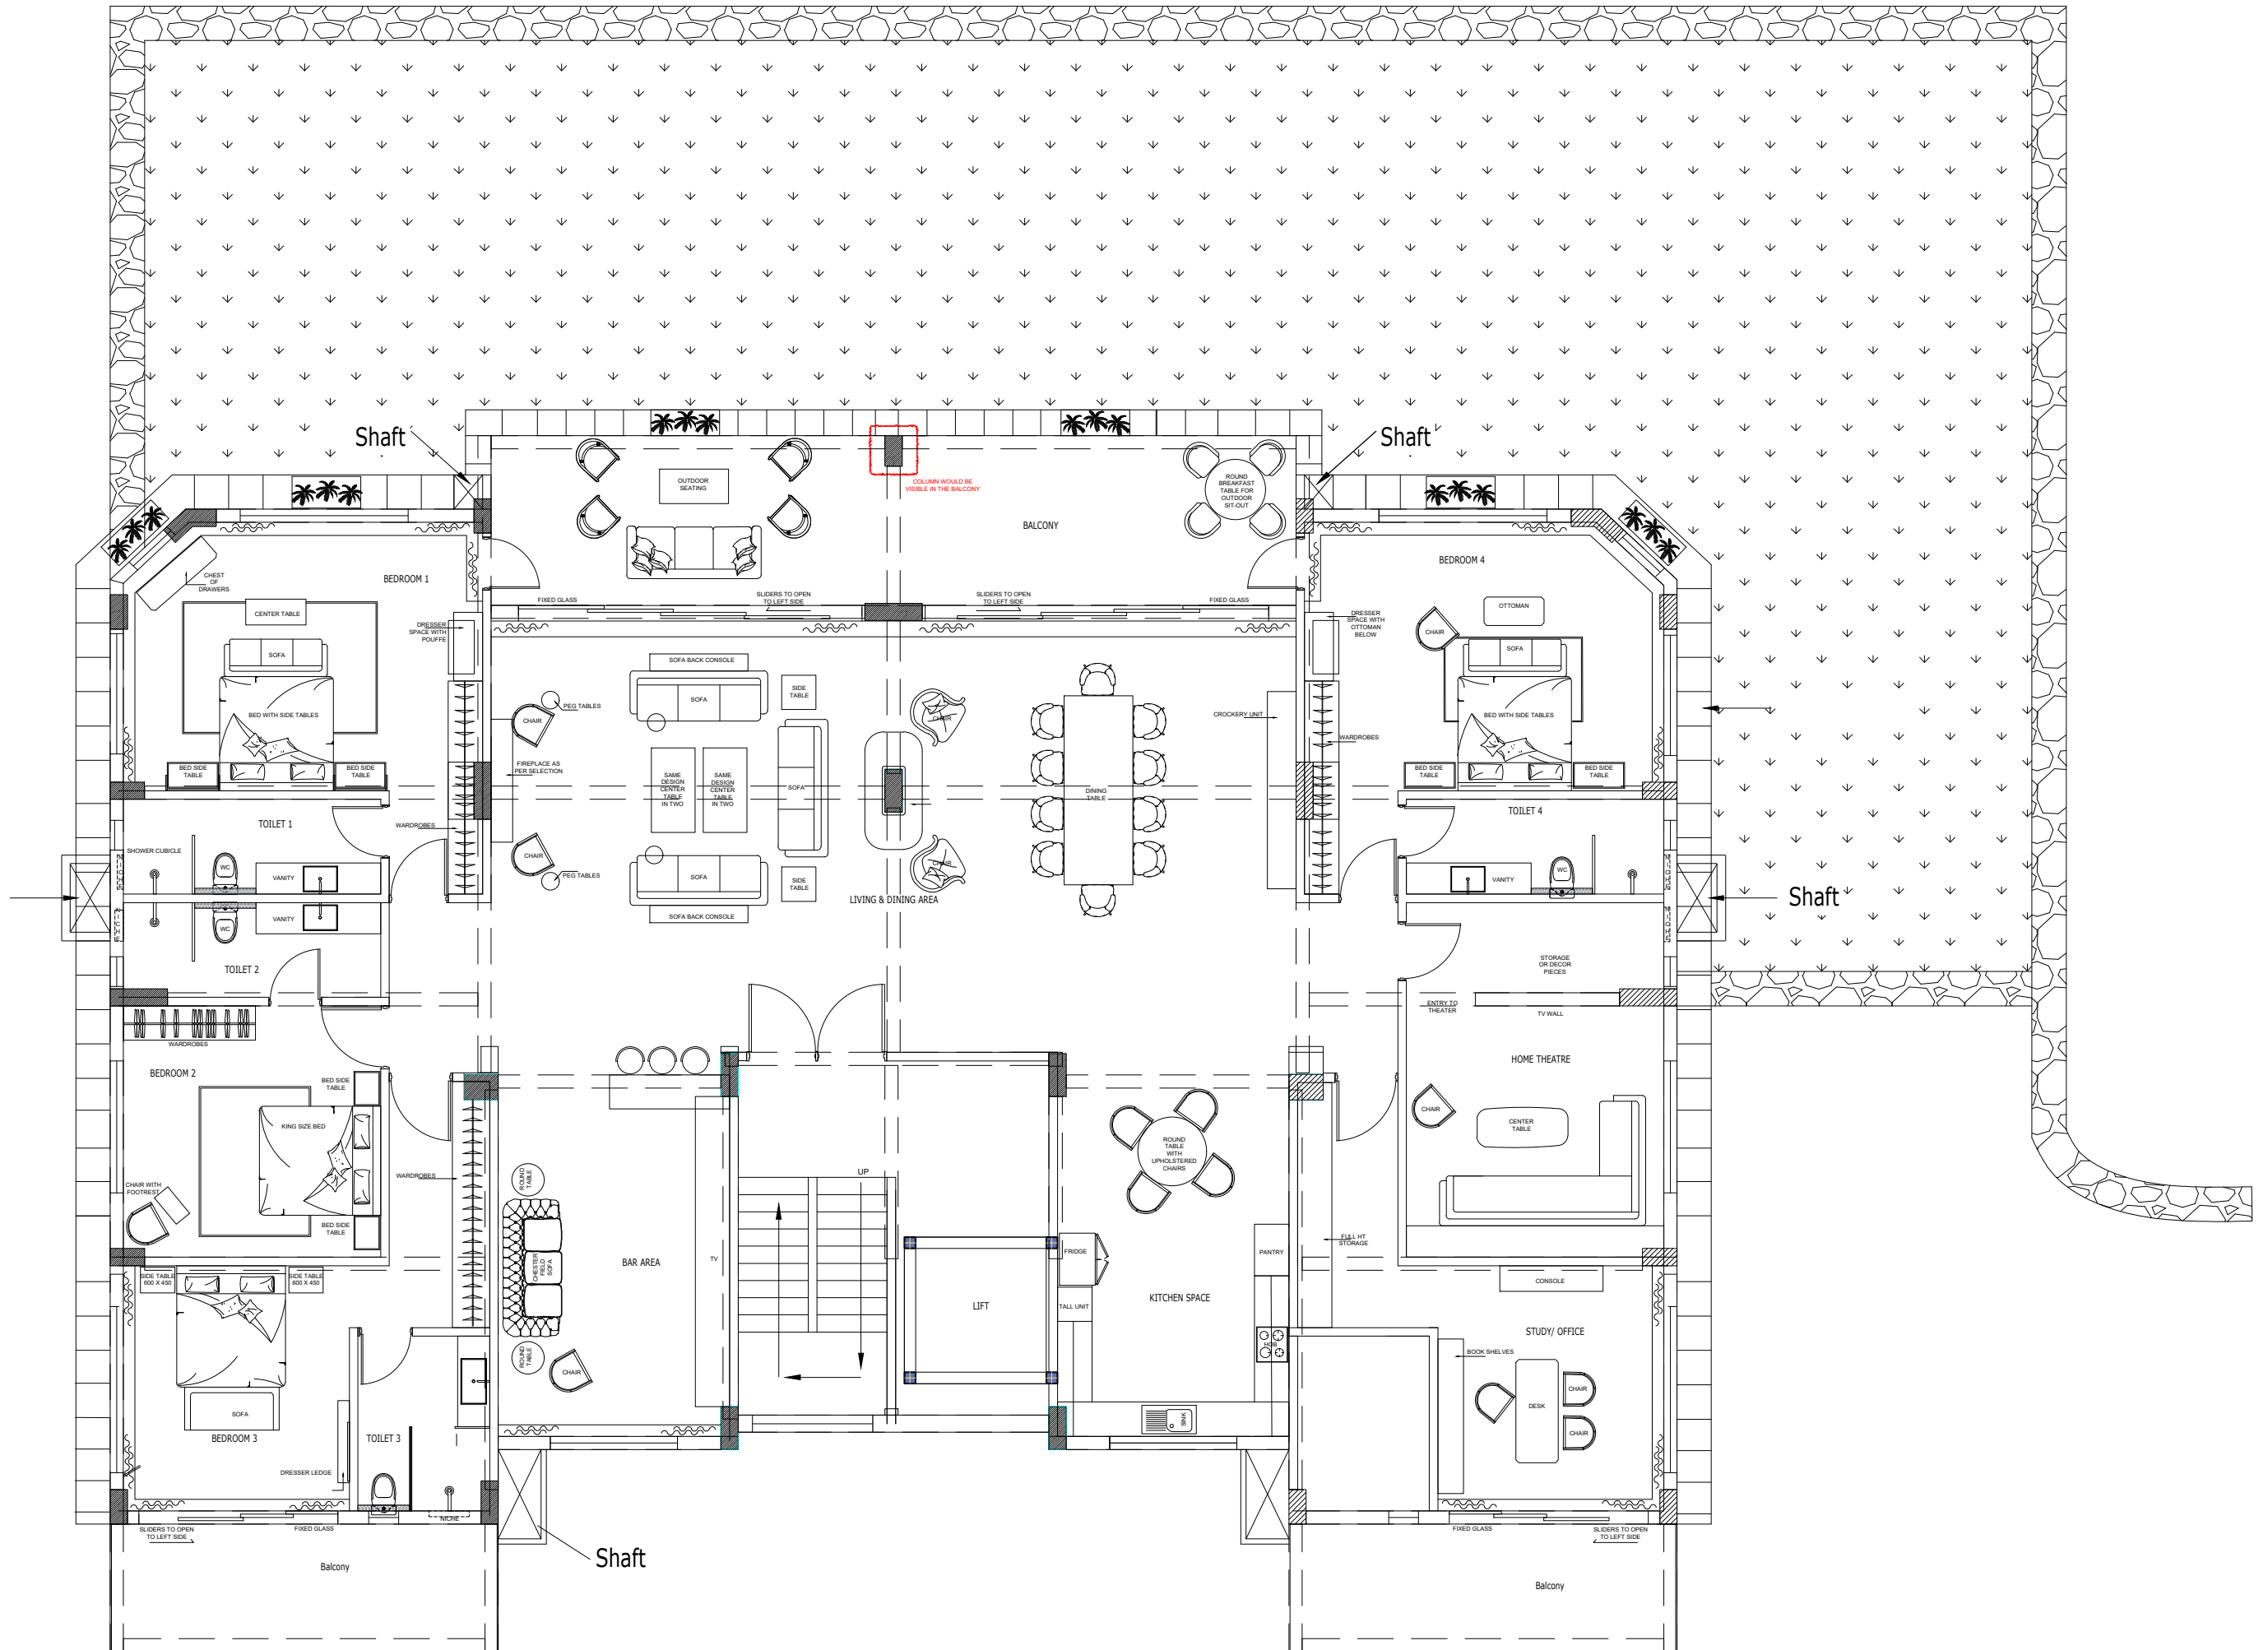 Shaft
Shaft
OUTDOOR
SEATING
COLUMN WOULD BE
VISIBLE IN THE BALCONY
ROUND
BREAKFAST
TABLE FOR
OUTDOOR
SIT-OUT
BALCONY
BEDROOM 1
CHEST
OF
DRAWERS
CENTER TABLE
SOFA
BED WITH SIDE TABLES
BED SIDE
TABLE
BED SIDE
TABLE
DRESSER
SPACE WITH
POUFFE
FIXED GLASS
SLIDERS TO OPEN
TO LEFT SIDE
SLIDERS TO OPEN
TO LEFT SIDE
FIXED GLASS
BEDROOM 4
OTTOMAN
DRESSER
SPACE WITH
OTTOMAN
BELOW
CHAIR
SOFA
BED WITH SIDE TABLES
BED SIDE
TABLE
BED SIDE
TABLE
WARDROBES
SOFA BACK CONSOLE
SOFA
SIDE
TABLE
PEG TABLES
CHAIR
CHAIR
CROCKERY UNIT
FIREPLACE AS
PER SELECTION
SAME
DESIGN
CENTER
TABLE
IN TWO
SAME
DESIGN
CENTER
TABLE
IN TWO
SOFA
DINING
TABLE
CHAIR
PEG TABLES
SOFA
SIDE
TABLE
CHAIR
SOFA BACK CONSOLE
LIVING & DINING AREA
TOILET 1
WARDROBES
SHOWER CUBICLE
WC
VANITY
NICHE
NICHE
WC
VANITY
TOILET 2
TOILET 4
VANITY
WC
NICHE
NICHE
Shaft
STORAGE
OR DECOR
PIECES
ENTRY TO
THEATER
TV WALL
HOME THEATRE
CHAIR
CENTER
TABLE
WARDROBES
BEDROOM 2
BED SIDE
TABLE
KING SIZE BED
CHAIR WITH
FOOTREST
BED SIDE
TABLE
WARDROBES
ROUND
TABLE
CHESTER
FIELD
SOFA
ROUND
TABLE
CHAIR
BAR AREA
TV
UP
LIFT
ROUND
TABLE
WITH
UPHOLSTERED
CHAIRS
FRIDGE
PANTRY
TALL UNIT
KITCHEN SPACE
HOB
SINK
FULL HT
STORAGE
CONSOLE
STUDY/ OFFICE
BOOK SHELVES
DESK
CHAIR
CHAIR
SIDE TABLE
600 X 450
SIDE TABLE
600 X 450
SOFA
BEDROOM 3
TOILET 3
DRESSER LEDGE
NICHE
SLIDERS TO OPEN
TO LEFT SIDE
FIXED GLASS
FIXED GLASS
SLIDERS TO OPEN
TO LEFT SIDE
Shaft
Balcony
Balcony